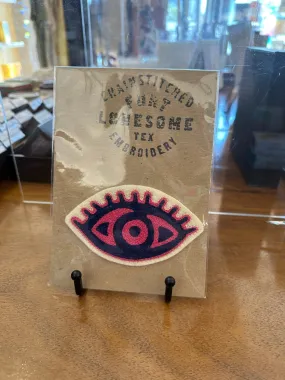 CHAINSTITCHED
FORT
LONESOME
TEX
EMBROIDERY